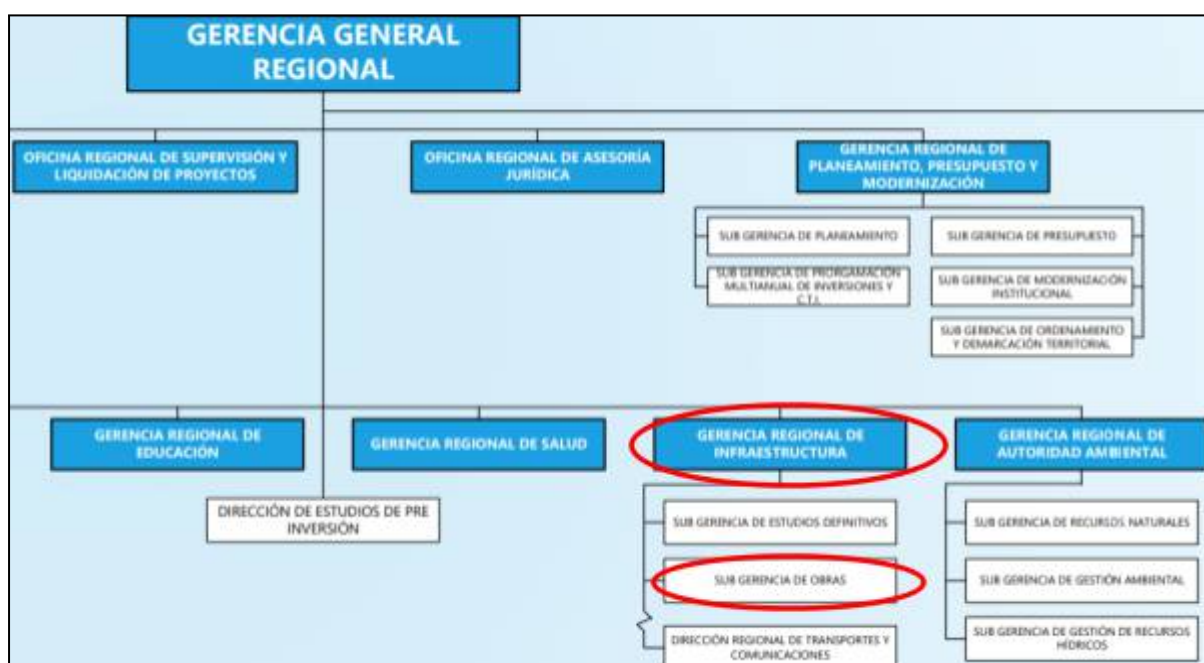 GERENCIA GENERAL
REGIONAL
OFICINA REGIONAL DE SUPERVISIÓN Y
LIQUIDACIÓN DE PROYECTOS
OFICINA REGIONAL DE ASESORÍA
JURÍDICA
GERENCIA REGIONAL DE
PLANEAMIENTO, PRESUPUESTO Y
MODERNIZACIÓN
SUB GERENCIA DE PLANEAMIENTO
SUB GERENCIA DE PRESUPUESTO
SUB GERENCIA DE PRORGAMACIÓN
MULTIANUAL DE INVERSIONES Y
C.T.I.
SUB GERENCIA DE MODERNIZACIÓN
INSTITUCIONAL
SUB GERENCIA DE ORDENAMIENTO
Y DEMARCACIÓN TERRITORIAL
GERENCIA REGIONAL DE
EDUCACIÓN
GERENCIA REGIONAL DE SALUD
GERENCIA REGIONAL DE
INFRAESTRUCTURA
GERENCIA REGIONAL DE
AUTORIDAD AMBIENTAL
DIRECCIÓN DE ESTUDIOS DE PRE
INVERSIÓN
SUB GERENCIA DE ESTUDIOS DEFINITIVOS
SUB GERENCIA DE OBRAS
DIRECCIÓN REGIONAL DE TRANSPORTES Y
COMUNICACIONES
SUB GERENCIA DE RECURSOS NATURALES
SUB GERENCIA DE GESTIÓN AMBIENTAL
SUB GERENCIA DE GESTIÓN DE RECURSOS
HÍDRICOS